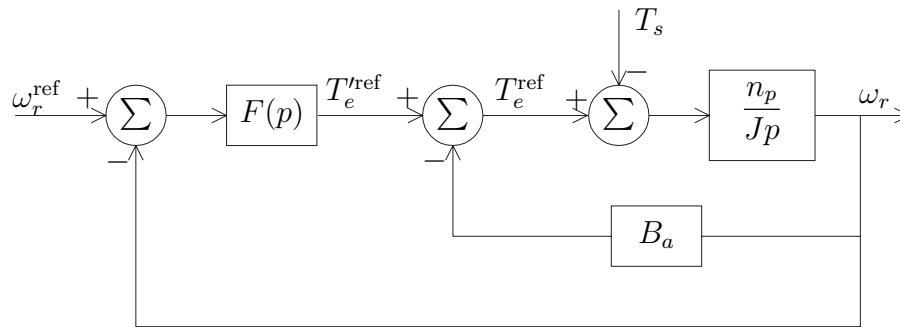 T_s
ω_r^ref + Σ F(p) T_e'^ref + Σ T_e^ref + Σ − n_p/Jp ω_r
− −
B_a